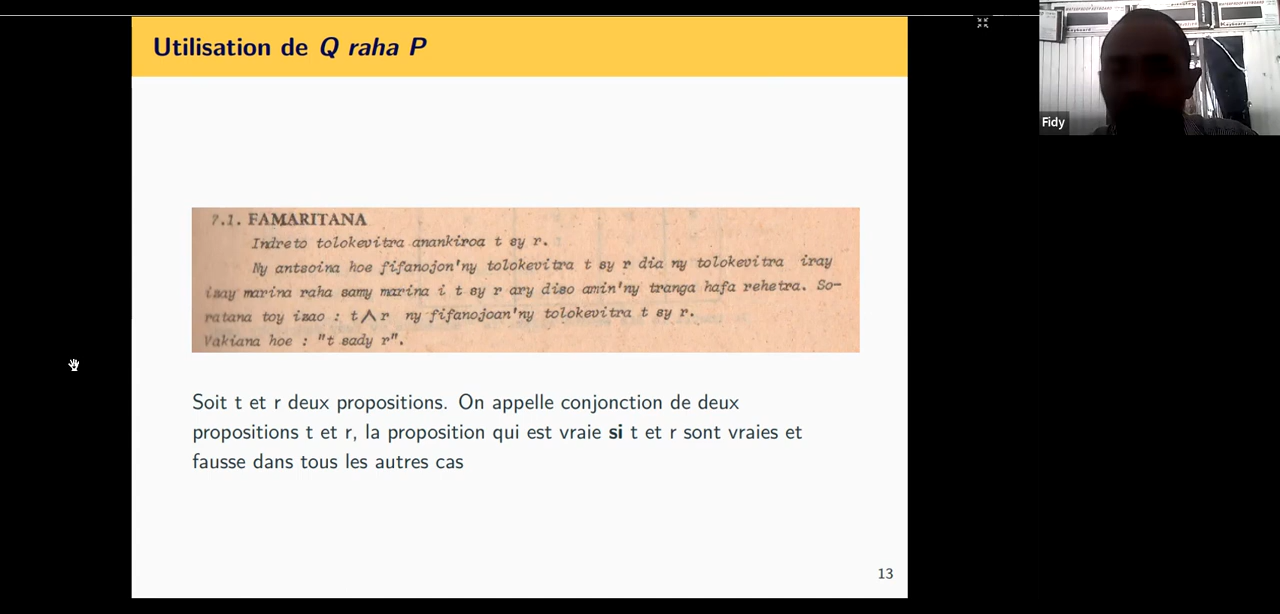 Utilisation de Q raha P
7.1. FAMARITANA
Indreto tolokevitra anankiroa t sy r.
Ny antsoina hoe fifanojon'ny tolokevitra t sy r dia ny tolokevitra iray
izay marina raha samy marina i t sy r ary diso amin'ny tranga hafa rehetra. So-
ratana toy izao : t∧r ny fifanojoan'ny tolokevitra t sy r.
Vakiana hoe : "t sady r".
Soit t et r deux propositions. On appelle conjonction de deux
propositions t et r, la proposition qui est vraie si t et r sont vraies et
fausse dans tous les autres cas
13
Fidy